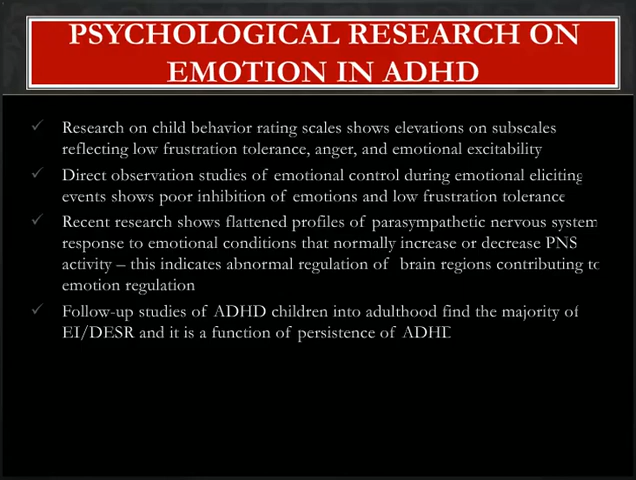 PSYCHOLOGICAL RESEARCH ON
EMOTION IN ADHD
Research on child behavior rating scales shows elevations on subscales
reflecting low frustration tolerance, anger, and emotional excitability
Direct observation studies of emotional control during emotional eliciting
events shows poor inhibition of emotions and low frustration tolerance
Recent research shows flattened profiles of parasympathetic nervous system
response to emotional conditions that normally increase or decrease PNS
activity – this indicates abnormal regulation of brain regions contributing to
emotion regulation
Follow-up studies of ADHD children into adulthood find the majority of
EI/DESR and it is a function of persistence of ADHD